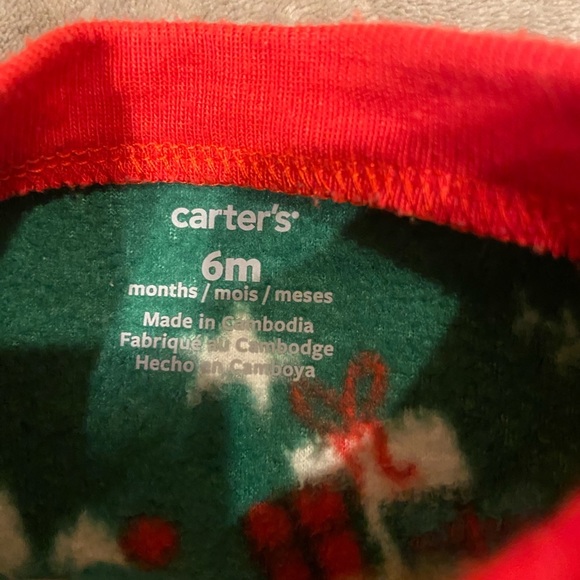 carter's
6m
months / mois / meses
Made in Cambodia
Fabriqué au Cambodge
Hecho en Camboya